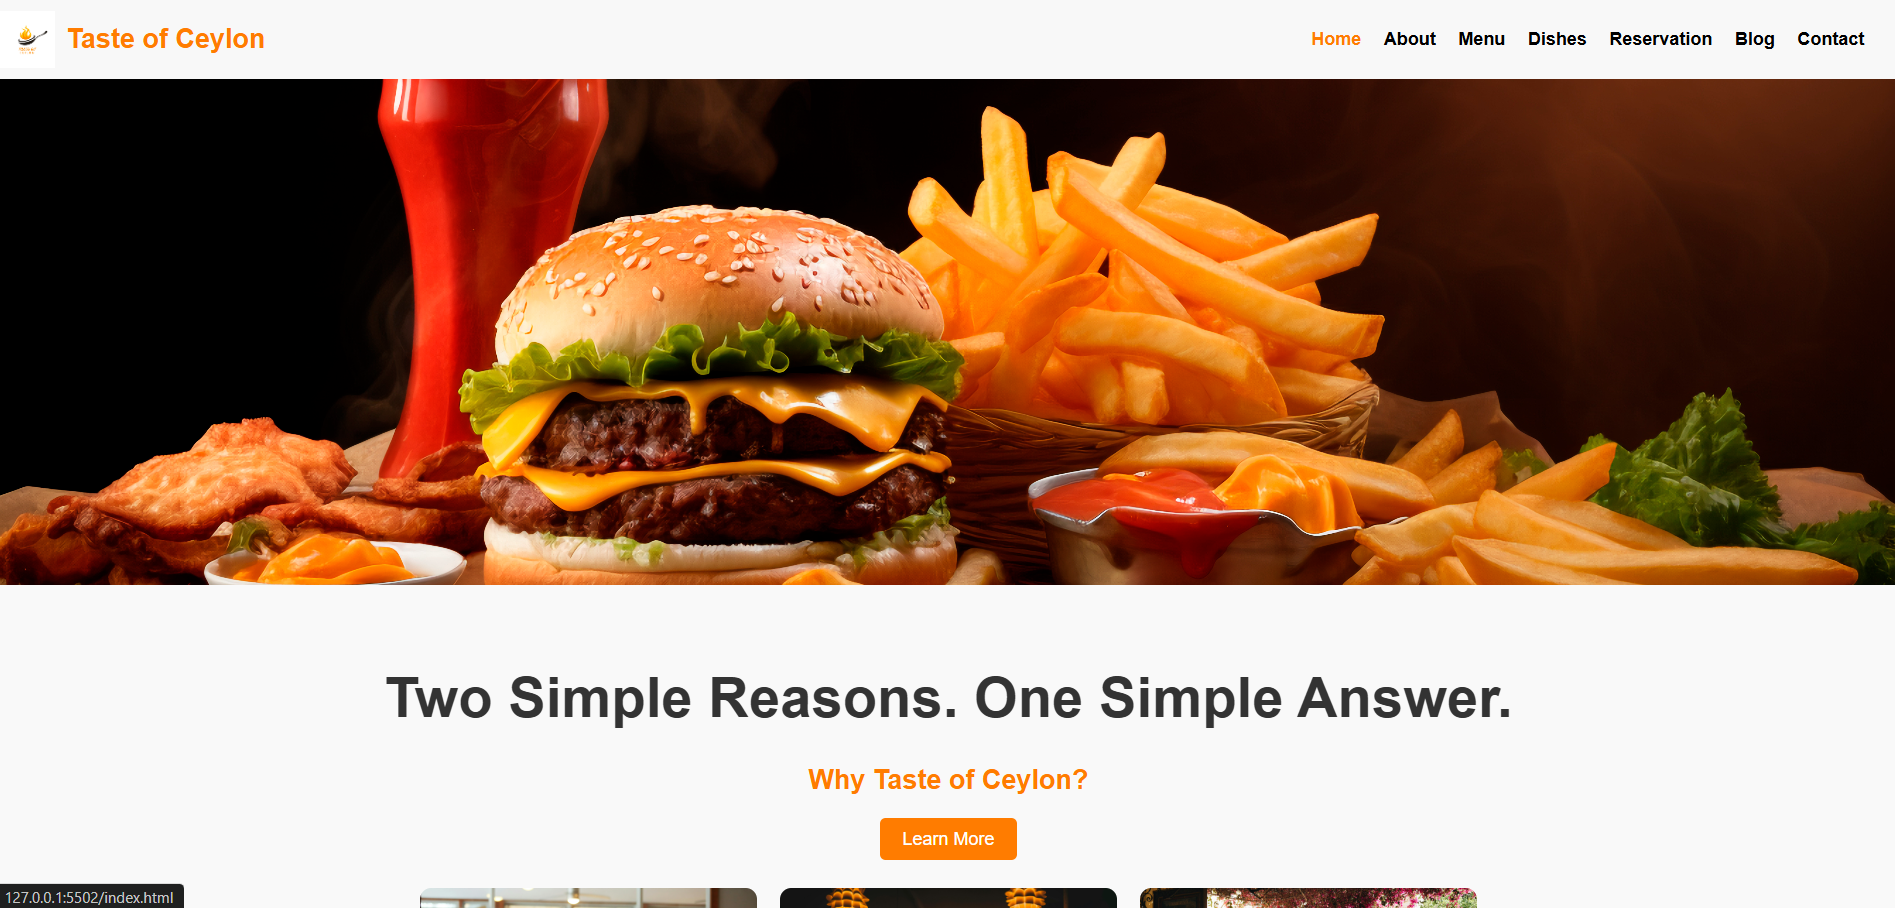 Taste of Ceylon
Home About Menu Dishes Reservation Blog Contact
Two Simple Reasons. One Simple Answer.
Why Taste of Ceylon?
Learn More
127.0.0.1:5502/index.html